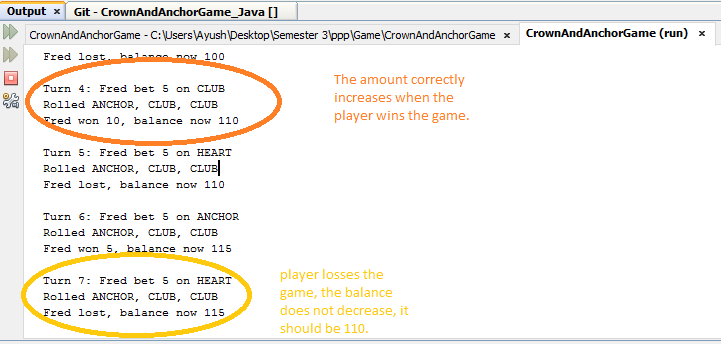 Output × Git - CrownAndAnchorGame_Java []
CrownAndAnchorGame - C:\Users\Ayush\Desktop\Semester 3\ppp\Game\CrownAndAnchorGame × CrownAndAnchorGame (run) ×
Fred lost, balance now 100
Turn 4: Fred bet 5 on CLUB
Rolled ANCHOR, CLUB, CLUB
Fred won 10, balance now 110
The amount correctly
increases when the
player wins the game.
Turn 5: Fred bet 5 on HEART
Rolled ANCHOR, CLUB, CLUB
Fred lost, balance now 110
Turn 6: Fred bet 5 on ANCHOR
Rolled ANCHOR, CLUB, CLUB
Fred won 5, balance now 115
Turn 7: Fred bet 5 on HEART
Rolled ANCHOR, CLUB, CLUB
Fred lost, balance now 115
player losses the
game, the balance
does not decrease, it
should be 110.